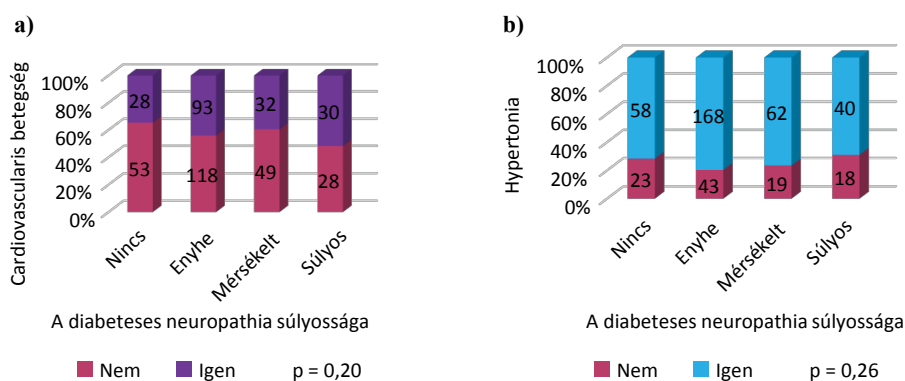 a)
Cardiovascularis betegség
100%
80%
60%
40%
20%
0%
28 93 32 30
53 118 49 28
Nincs Enyhe Mérsékelt Súlyos
A diabeteses neuropathia súlyossága
Nem Igen p = 0,20
b)
Hypertonia
100%
80%
60%
40%
20%
0%
58 168 62 40
23 43 19 18
Nincs Enyhe Mérsékelt Súlyos
A diabeteses neuropathia súlyossága
Nem Igen p = 0,26